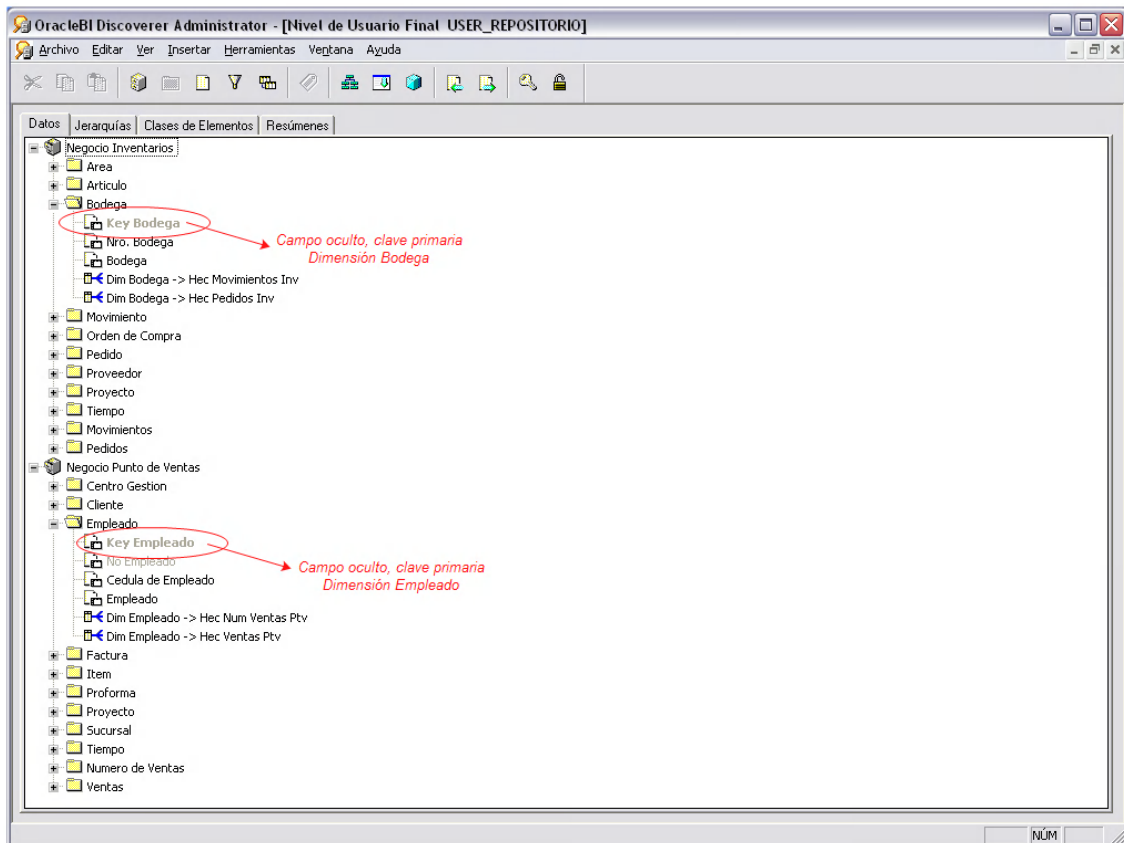 OracleBI Discoverer Administrator - [Nivel de Usuario Final USER_REPOSITORIO]
Archivo Editar Ver Insertar Herramientas Ventana Ayuda
Datos Jerarquías Clases de Elementos Resúmenes
Negocio Inventarios
Area
Articulo
Bodega
Key Bodega
Nro. Bodega
Campo oculto, clave primaria
Dimensión Bodega
Bodega
Dim Bodega -> Hec Movimientos Inv
Dim Bodega -> Hec Pedidos Inv
Movimiento
Orden de Compra
Pedido
Proveedor
Proyecto
Tiempo
Movimientos
Pedidos
Negocio Punto de Ventas
Centro Gestion
Cliente
Empleado
Key Empleado
No Empleado
Campo oculto, clave primaria
Dimensión Empleado
Cedula de Empleado
Empleado
Dim Empleado -> Hec Num Ventas Ptv
Dim Empleado -> Hec Ventas Ptv
Factura
Item
Proforma
Proyecto
Sucursal
Tiempo
Numero de Ventas
Ventas
NÚM